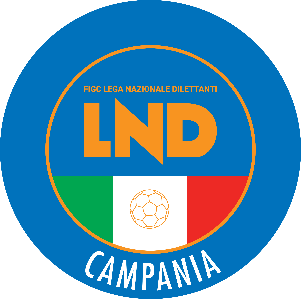 FIGC LEGA NAZIONALE DILETTANTI
LND
CAMPANIA